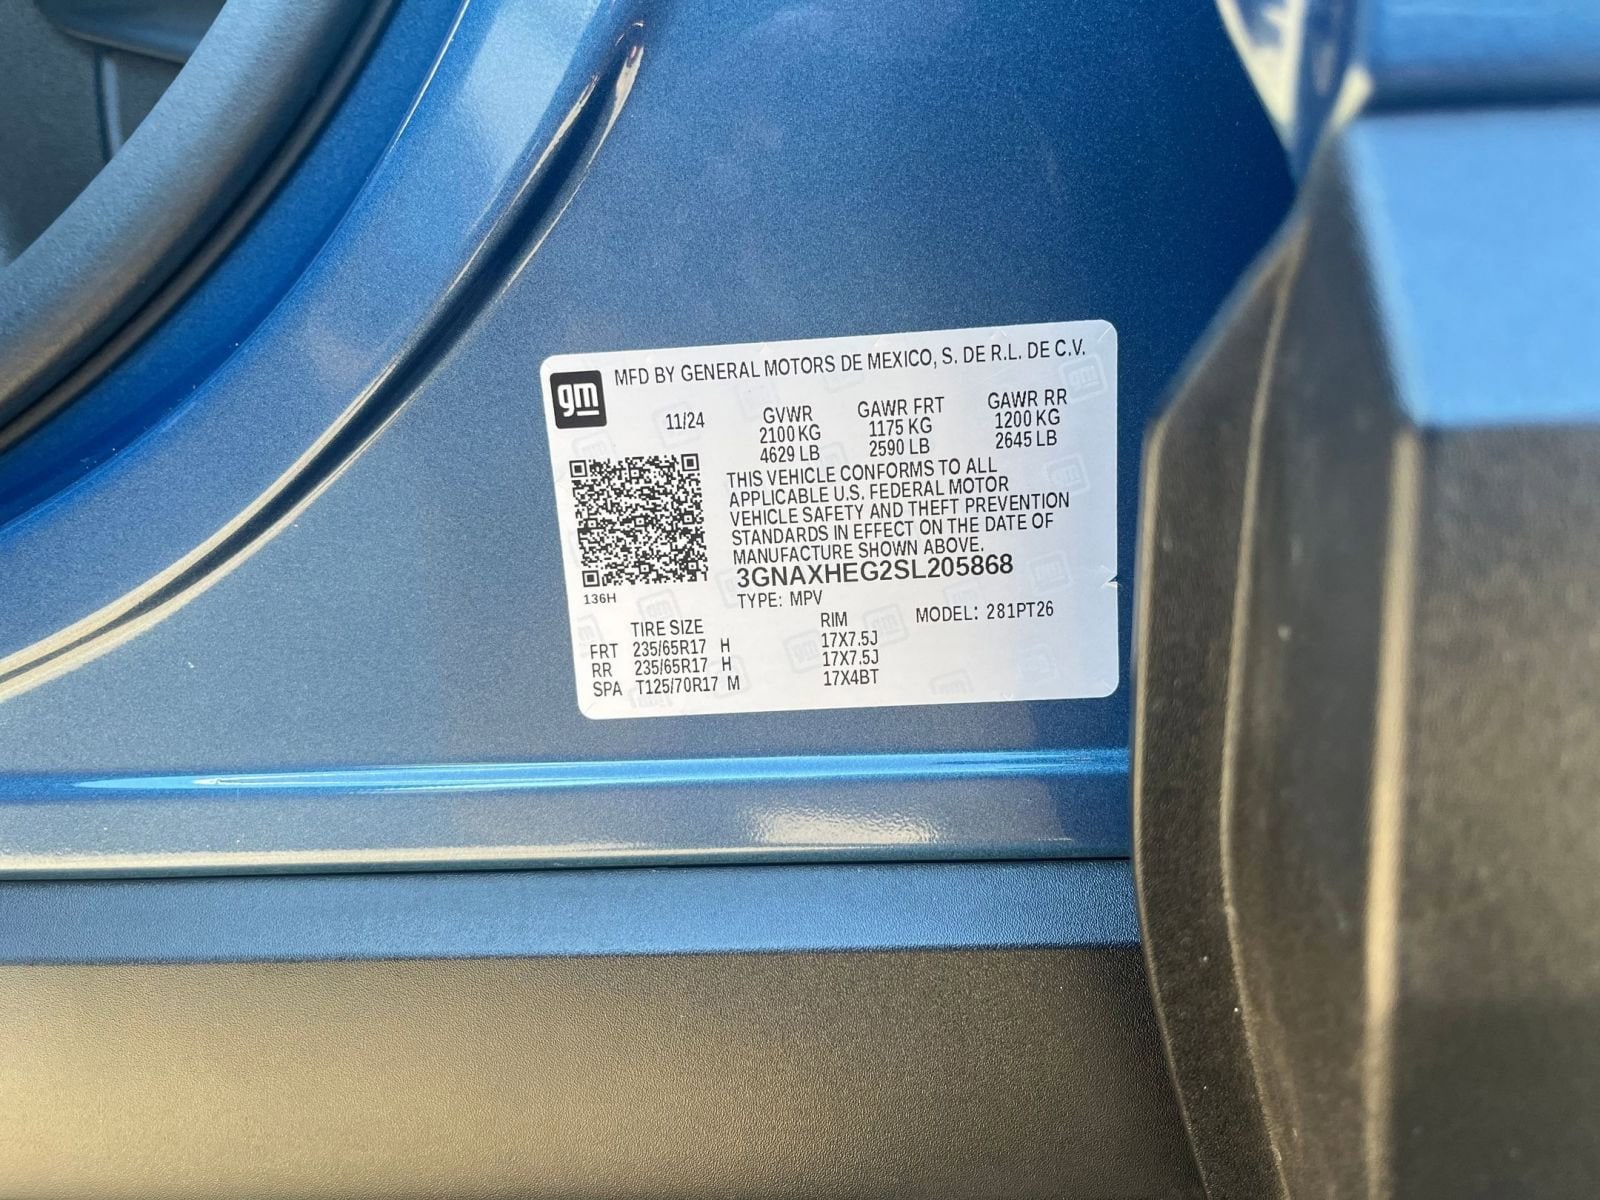 gm
MFD BY GENERAL MOTORS DE MEXICO, S. DE R.L. DE C.V.
11/24 GVWR GAWR FRT GAWR RR
2100 KG 1175 KG 1200 KG
4629 LB 2590 LB 2645 LB
THIS VEHICLE CONFORMS TO ALL
APPLICABLE U.S. FEDERAL MOTOR
VEHICLE SAFETY AND THEFT PREVENTION
STANDARDS IN EFFECT ON THE DATE OF
MANUFACTURE SHOWN ABOVE.
3GNAXHEG2SL205868
136H
TYPE: MPV
MODEL: 281PT26
TIRE SIZE RIM
FRT 235/65R17 H 17X7.5J
RR 235/65R17 H 17X7.5J
SPA T125/70R17 M 17X4BT